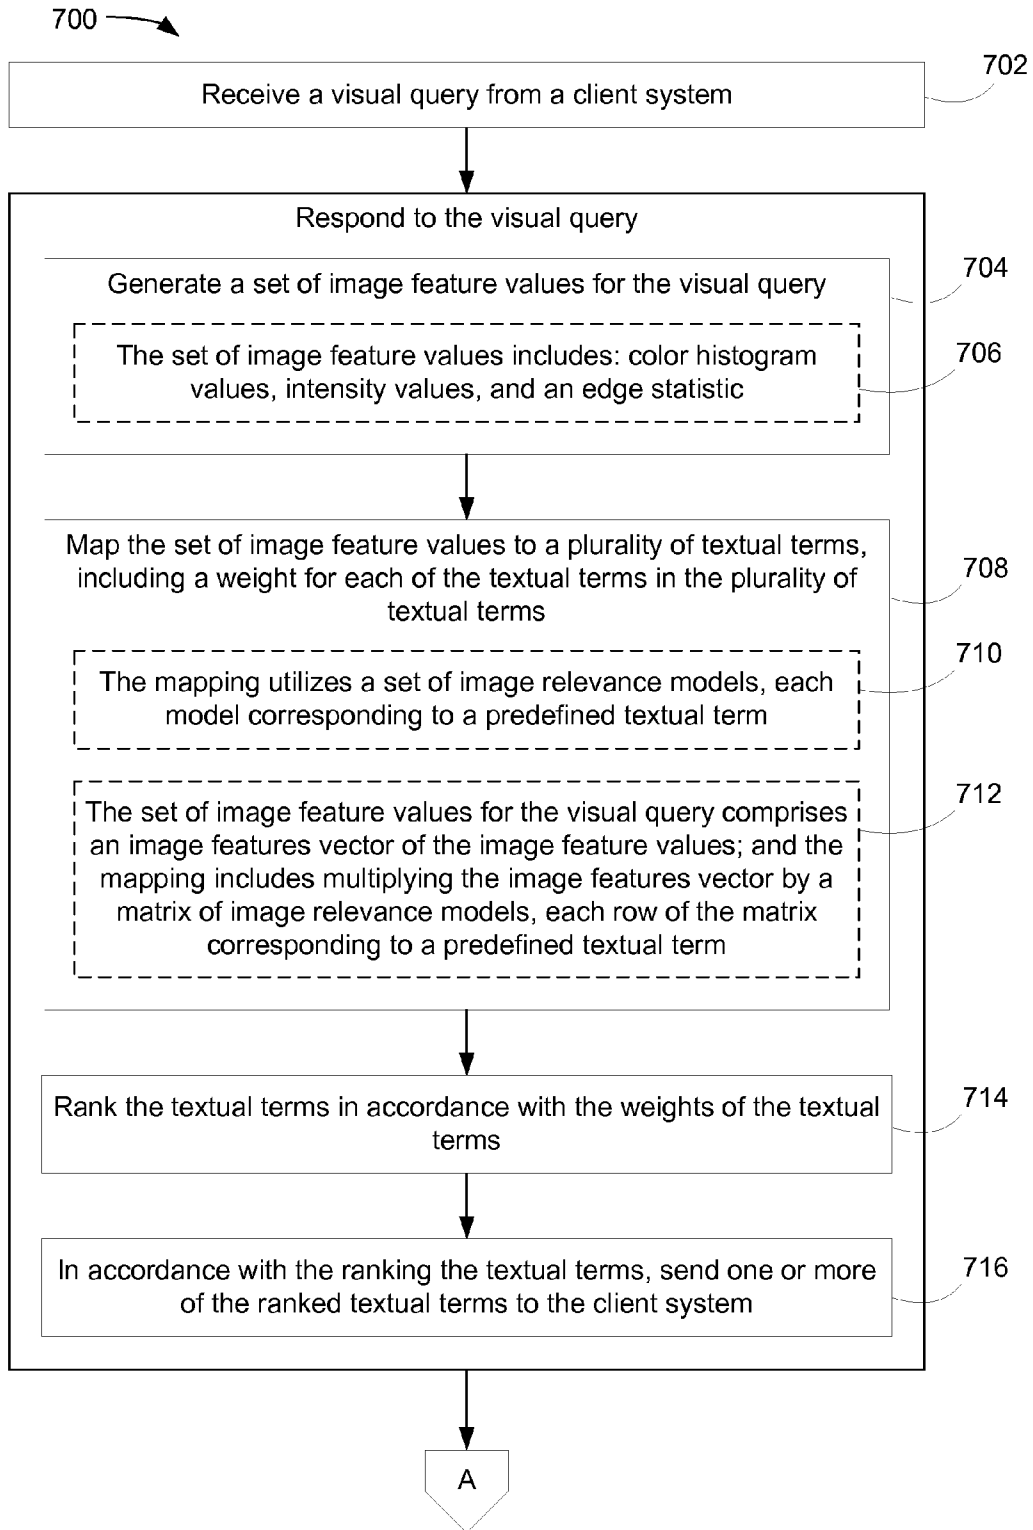 700
702
Receive a visual query from a client system
Respond to the visual query
704
Generate a set of image feature values for the visual query
706
The set of image feature values includes: color histogram
values, intensity values, and an edge statistic
Map the set of image feature values to a plurality of textual terms,
including a weight for each of the textual terms in the plurality of
textual terms
708
710
The mapping utilizes a set of image relevance models, each
model corresponding to a predefined textual term
712
The set of image feature values for the visual query comprises
an image features vector of the image feature values; and the
mapping includes multiplying the image features vector by a
matrix of image relevance models, each row of the matrix
corresponding to a predefined textual term
714
Rank the textual terms in accordance with the weights of the textual
terms
716
In accordance with the ranking the textual terms, send one or more
of the ranked textual terms to the client system
A